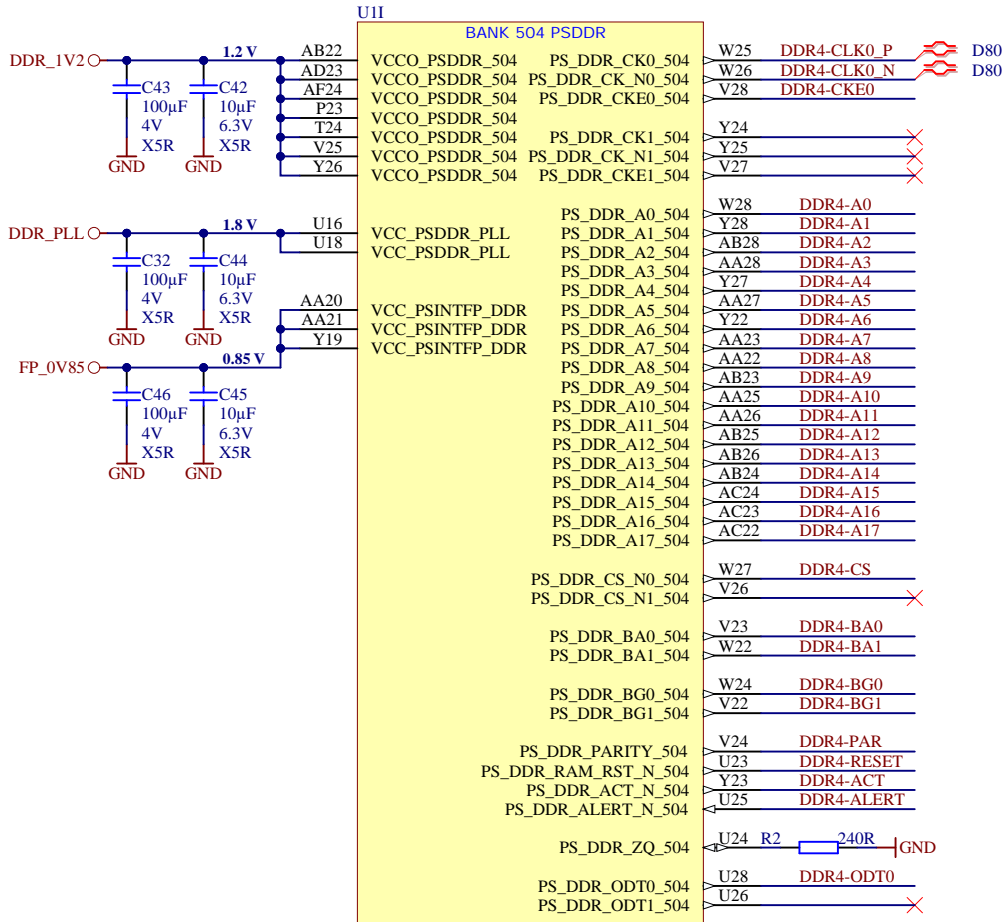 U1I
BANK 504 PSDDR
DDR_1V2
1.2 V
C43
100µF
4V
X5R
GND
C42
10µF
6.3V
X5R
GND
AB22 VCCO_PSDDR_504
AD23 VCCO_PSDDR_504
AF24 VCCO_PSDDR_504
P23 VCCO_PSDDR_504
T24 VCCO_PSDDR_504
V25 VCCO_PSDDR_504
Y26 VCCO_PSDDR_504
DDR_PLL
1.8 V
C32
100µF
4V
X5R
GND
C44
10µF
6.3V
X5R
GND
U16 VCC_PSDDR_PLL
U18 VCC_PSDDR_PLL
AA20 VCC_PSINTFP_DDR
AA21 VCC_PSINTFP_DDR
Y19 VCC_PSINTFP_DDR
FP_0V85
0.85 V
C46
100µF
4V
X5R
GND
C45
10µF
6.3V
X5R
GND
PS_DDR_CK0_504 W25 DDR4-CLK0_P D80
PS_DDR_CK_N0_504 W26 DDR4-CLK0_N D80
PS_DDR_CKE0_504 V28 DDR4-CKE0
PS_DDR_CK1_504 Y24
PS_DDR_CK_N1_504 Y25
PS_DDR_CKE1_504 V27
PS_DDR_A0_504 W28 DDR4-A0
PS_DDR_A1_504 Y28 DDR4-A1
PS_DDR_A2_504 AB28 DDR4-A2
PS_DDR_A3_504 AA28 DDR4-A3
PS_DDR_A4_504 Y27 DDR4-A4
PS_DDR_A5_504 AA27 DDR4-A5
PS_DDR_A6_504 Y22 DDR4-A6
PS_DDR_A7_504 AA23 DDR4-A7
PS_DDR_A8_504 AA22 DDR4-A8
PS_DDR_A9_504 AB23 DDR4-A9
PS_DDR_A10_504 AA25 DDR4-A10
PS_DDR_A11_504 AA26 DDR4-A11
PS_DDR_A12_504 AB25 DDR4-A12
PS_DDR_A13_504 AB26 DDR4-A13
PS_DDR_A14_504 AB24 DDR4-A14
PS_DDR_A15_504 AC24 DDR4-A15
PS_DDR_A16_504 AC23 DDR4-A16
PS_DDR_A17_504 AC22 DDR4-A17
PS_DDR_CS_N0_504 W27 DDR4-CS
PS_DDR_CS_N1_504 V26
PS_DDR_BA0_504 V23 DDR4-BA0
PS_DDR_BA1_504 W22 DDR4-BA1
PS_DDR_BG0_504 W24 DDR4-BG0
PS_DDR_BG1_504 V22 DDR4-BG1
PS_DDR_PARITY_504 V24 DDR4-PAR
PS_DDR_RAM_RST_N_504 U23 DDR4-RESET
PS_DDR_ACT_N_504 Y23 DDR4-ACT
PS_DDR_ALERT_N_504 U25 DDR4-ALERT
PS_DDR_ZQ_504 U24 R2 240R GND
PS_DDR_ODT0_504 U28 DDR4-ODT0
PS_DDR_ODT1_504 U26